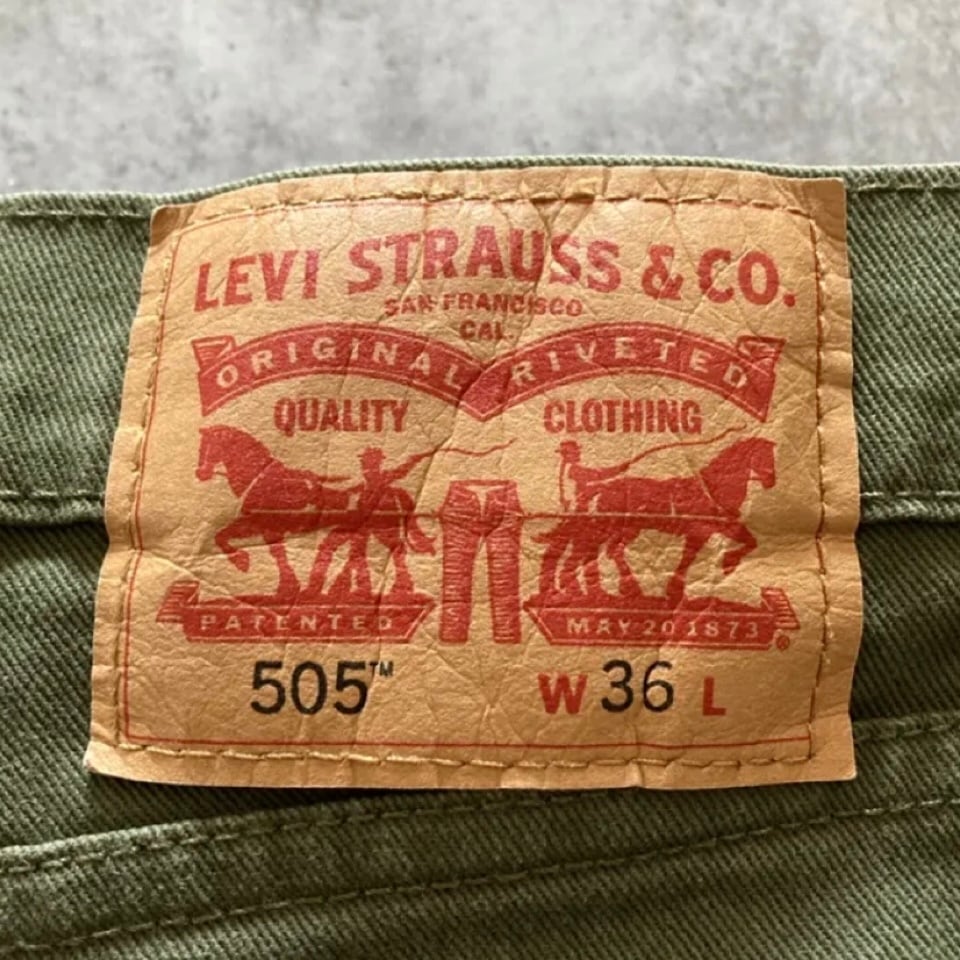 LEVI STRAUSS & CO.
SAN FRANCISCO
CAL.
ORIGINAL RIVETED
QUALITY CLOTHING
PATENTED MAY 20 1873 ®
505™ W 36 L